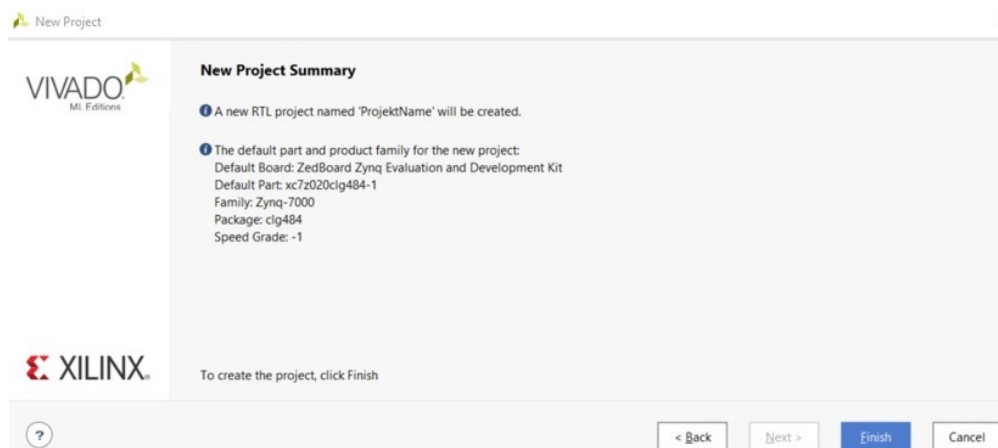 New Project
VIVADO
ML Editions
New Project Summary
A new RTL project named 'ProjektName' will be created.
The default part and product family for the new project:
Default Board: ZedBoard Zynq Evaluation and Development Kit
Default Part: xc7z020clg484-1
Family: Zynq-7000
Package: clg484
Speed Grade: -1
XILINX
To create the project, click Finish
?
< Back
Next >
Finish
Cancel